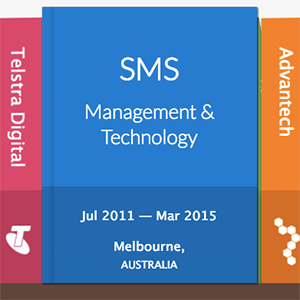 Telstra Digital
SMS
Management &
Technology
Jul 2011 — Mar 2015
Melbourne,
AUSTRALIA
Advantech